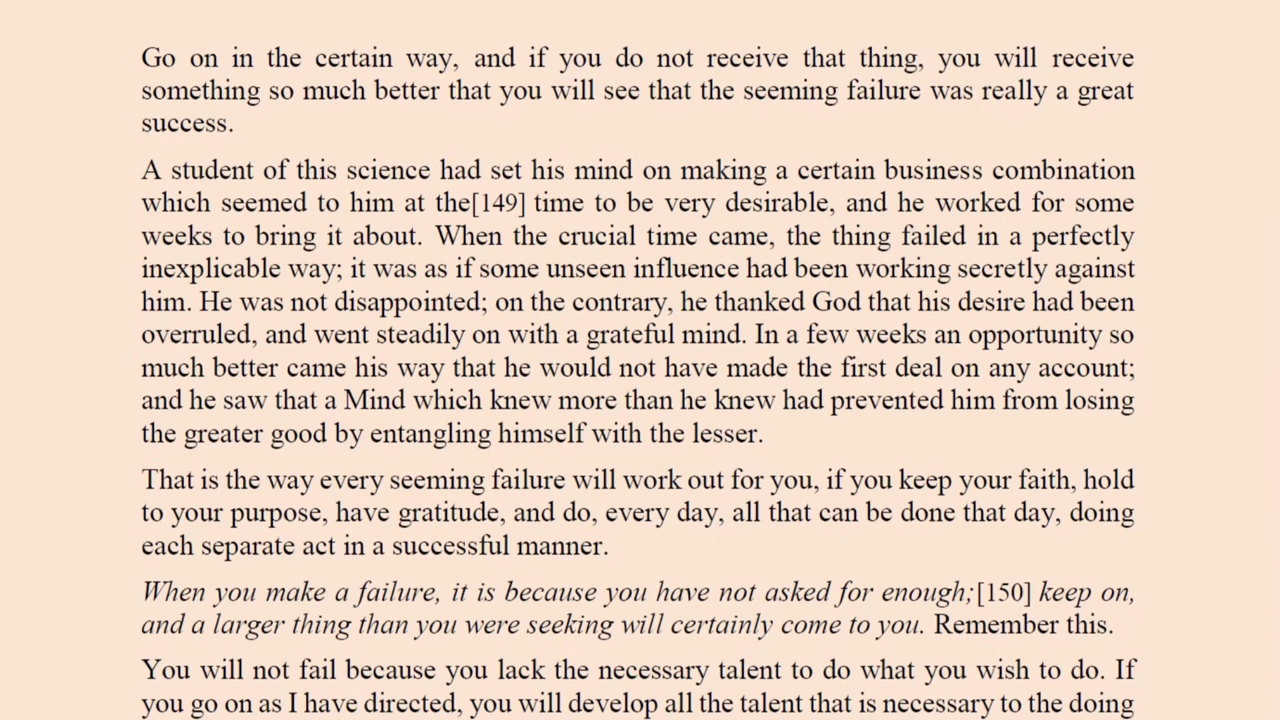 Go on in the certain way, and if you do not receive that thing, you will receive
something so much better that you will see that the seeming failure was really a great
success.
A student of this science had set his mind on making a certain business combination
which seemed to him at the[149] time to be very desirable, and he worked for some
weeks to bring it about. When the crucial time came, the thing failed in a perfectly
inexplicable way; it was as if some unseen influence had been working secretly against
him. He was not disappointed; on the contrary, he thanked God that his desire had been
overruled, and went steadily on with a grateful mind. In a few weeks an opportunity so
much better came his way that he would not have made the first deal on any account;
and he saw that a Mind which knew more than he knew had prevented him from losing
the greater good by entangling himself with the lesser.
That is the way every seeming failure will work out for you, if you keep your faith, hold
to your purpose, have gratitude, and do, every day, all that can be done that day, doing
each separate act in a successful manner.
When you make a failure, it is because you have not asked for enough;[150] keep on,
and a larger thing than you were seeking will certainly come to you. Remember this.
You will not fail because you lack the necessary talent to do what you wish to do. If
you go on as I have directed, you will develop all the talent that is necessary to the doing